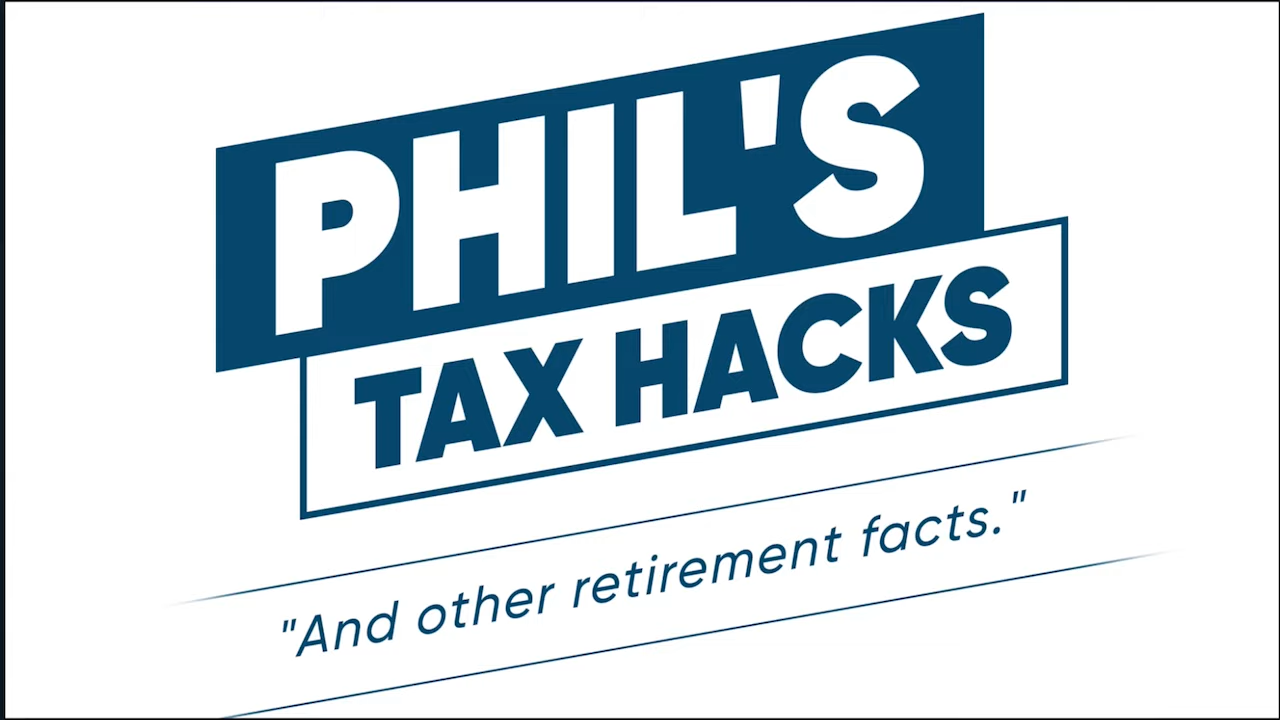 PHIL'S
TAX HACKS
"And other retirement facts."